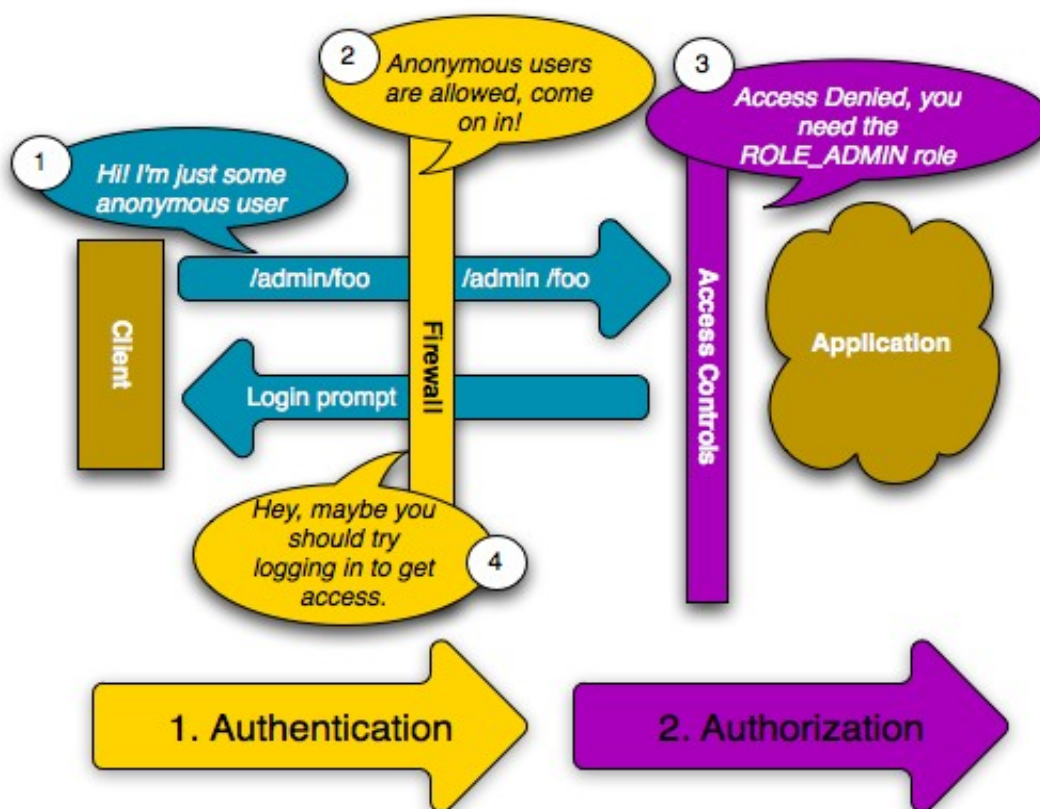 1
Hi! I'm just some
anonymous user
2
Anonymous users
are allowed, come
on in!
3
Access Denied, you
need the
ROLE_ADMIN role
Client
/admin/foo
Firewall
/admin /foo
Access Controls
Application
Login prompt
Hey, maybe you
should try
logging in to get
access.
4
1. Authentication
2. Authorization